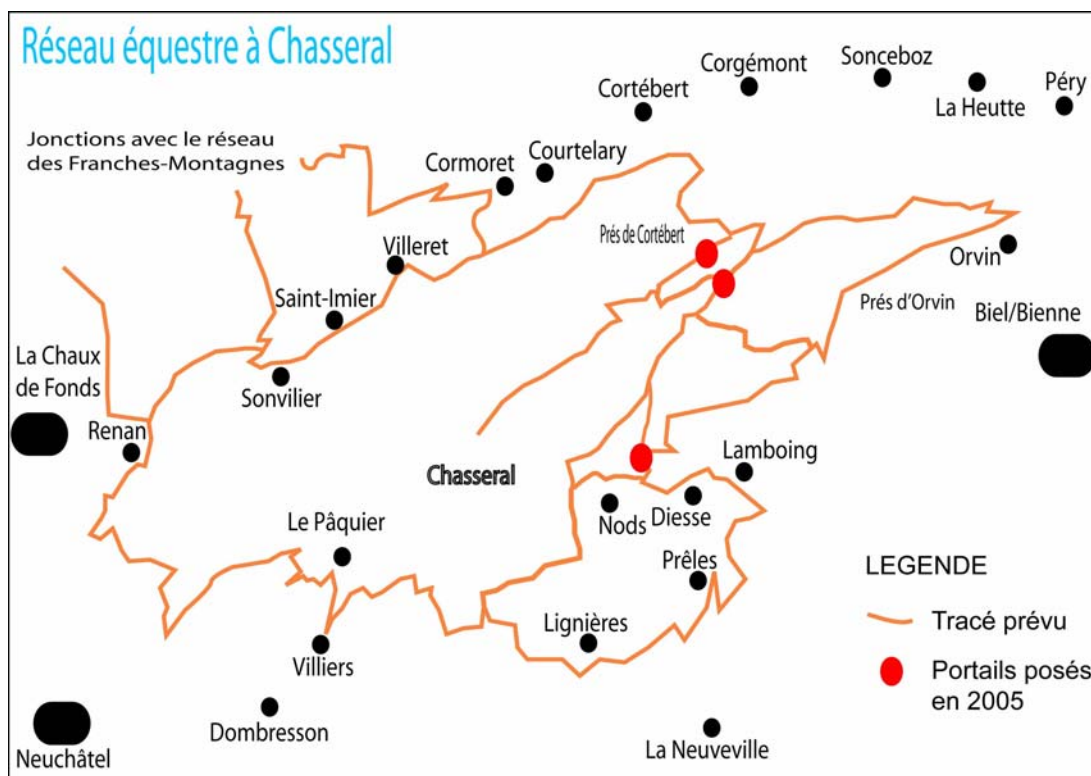 Réseau équestre à Chasseral
Sonceboz
Corgémont
Péry
La Heutte
Cortébert
Jonctions avec le réseau
des Franches-Montagnes
Courtelary
Cormoret
Prés de Cortébert
Villeret
Orvin
Saint-Imier
Prés d'Orvin
Biel/Bienne
La Chaux
de Fonds
Sonvilier
Renan
Lamboing
Chasseral
Nods
Diesse
Le Pâquier
Prêles
LEGENDE
Lignières
Tracé prévu
Villiers
Portails posés
en 2005
Dombresson
La Neuveville
Neuchâtel